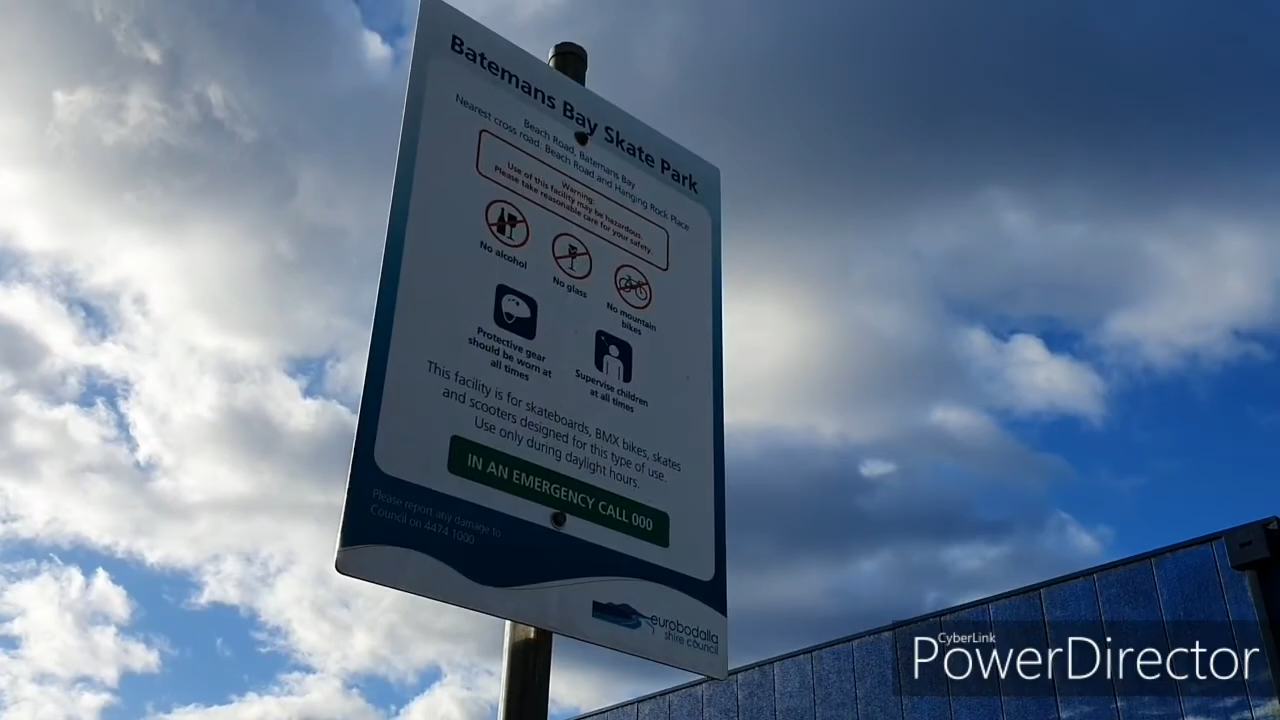 Batemans Bay Skate Park
Beach Road, Batemans Bay
Nearest cross road: Beach Road and Hanging Rock Place
Warning:
Use of this facility may be hazardous.
Please take reasonable care for your safety.
No alcohol
No glass
No mountain
bikes
Protective gear
should be worn at
all times
Supervise children
at all times
This facility is for skateboards, BMX bikes, skates
and scooters designed for this type of use.
Use only during daylight hours.
IN AN EMERGENCY CALL 000
Please report any damage to
Council on 4474 1000
eurobodalla
shire council
CyberLink
PowerDirector